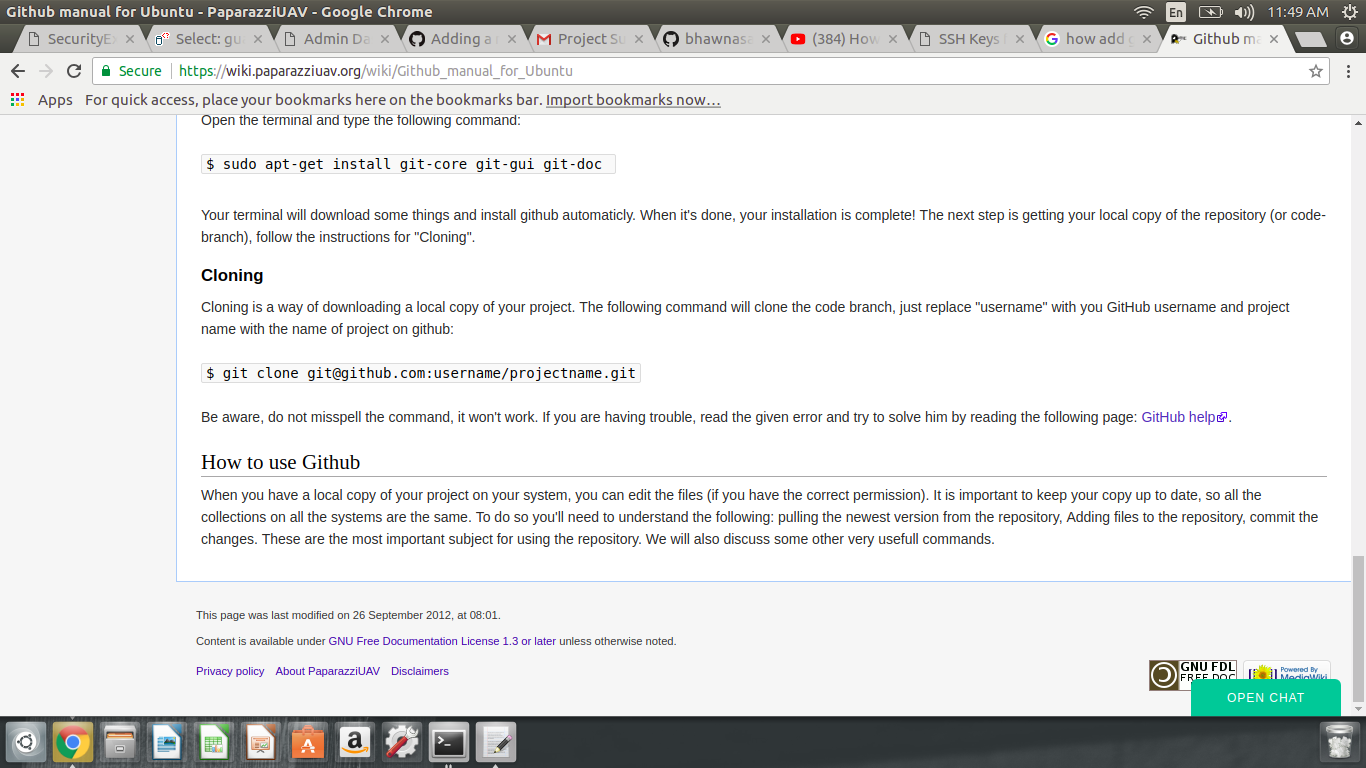 Github manual for Ubuntu - PaparazziUAV - Google Chrome
En
11:49 AM
SecurityEx
Select: gu
Admin Da
Adding a
Project Su
bhawnasa
(384) How
SSH Keys
how add g
Github ma
Secure
https://wiki.paparazziuav.org/wiki/Github_manual_for_Ubuntu
Apps
For quick access, place your bookmarks here on the bookmarks bar. Import bookmarks now…
Open the terminal and type the following command:
$ sudo apt-get install git-core git-gui git-doc
Your terminal will download some things and install github automaticly. When it's done, your installation is complete! The next step is getting your local copy of the repository (or code-
branch), follow the instructions for "Cloning".
Cloning
Cloning is a way of downloading a local copy of your project. The following command will clone the code branch, just replace "username" with you GitHub username and project
name with the name of project on github:
$ git clone git@github.com:username/projectname.git
Be aware, do not misspell the command, it won't work. If you are having trouble, read the given error and try to solve him by reading the following page: GitHub help.
How to use Github
When you have a local copy of your project on your system, you can edit the files (if you have the correct permission). It is important to keep your copy up to date, so all the
collections on all the systems are the same. To do so you'll need to understand the following: pulling the newest version from the repository, Adding files to the repository, commit the
changes. These are the most important subject for using the repository. We will also discuss some other very usefull commands.
This page was last modified on 26 September 2012, at 08:01.
Content is available under GNU Free Documentation License 1.3 or later unless otherwise noted.
Privacy policy
About PaparazziUAV
Disclaimers
GNU FDL
FREE DOC
Powered By
MediaWiki
OPEN CHAT